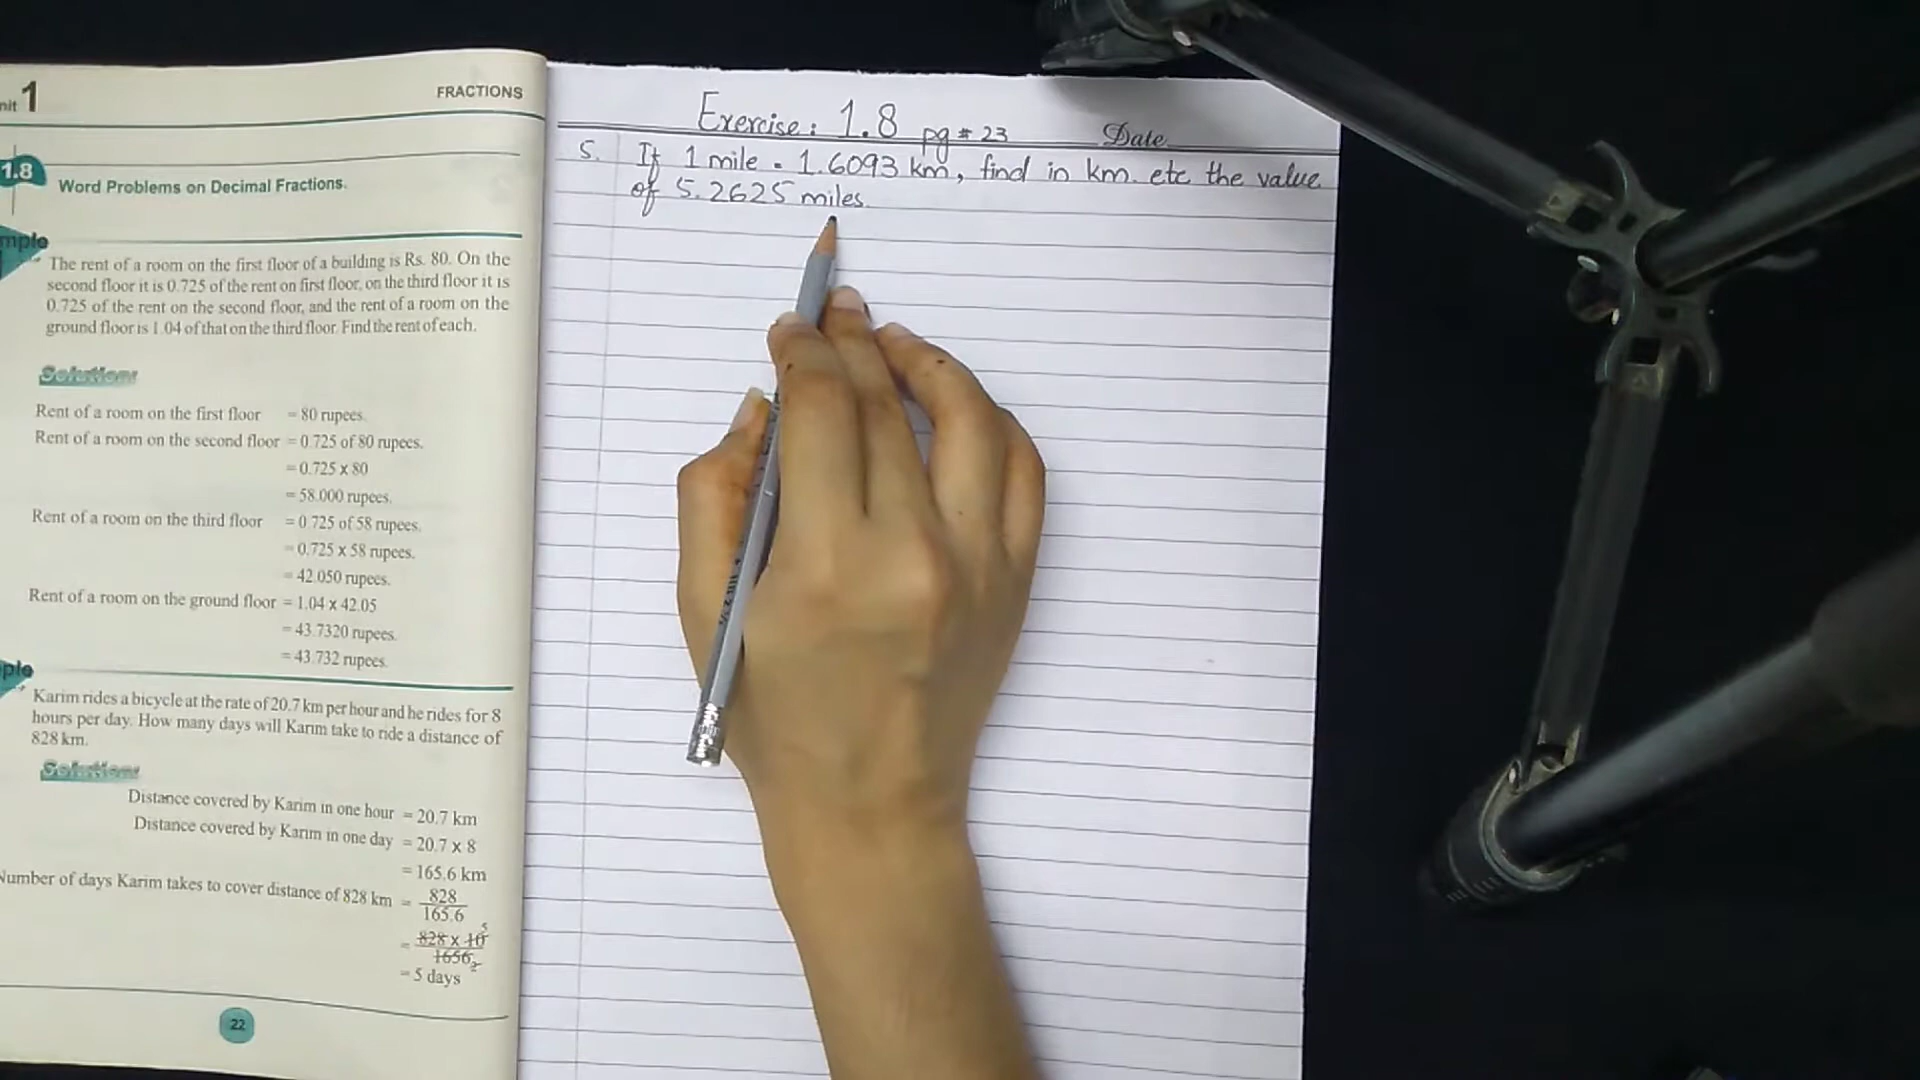 nit 1
FRACTIONS
1.8
Word Problems on Decimal Fractions.
mple
The rent of a room on the first floor of a building is Rs. 80. On the
second floor it is 0.725 of the rent on first floor, on the third floor it is
0.725 of the rent on the second floor, and the rent of a room on the
ground floor is 1.04 of that on the third floor. Find the rent of each.
Solution:
Rent of a room on the first floor = 80 rupees.
Rent of a room on the second floor = 0.725 of 80 rupees.
= 0.725 x 80
= 58.000 rupees.
Rent of a room on the third floor = 0.725 of 58 rupees.
= 0.725 x 58 rupees.
= 42.050 rupees.
Rent of a room on the ground floor = 1.04 x 42.05
= 43.7320 rupees.
= 43.732 rupees.
ple
Karim rides a bicycle at the rate of 20.7 km per hour and he rides for 8
hours per day. How many days will Karim take to ride a distance of
828 km.
Solution:
Distance covered by Karim in one hour = 20.7 km
Distance covered by Karim in one day = 20.7 x 8
= 165.6 km
Number of days Karim takes to cover distance of 828 km = 828
165.6
5
= 828 x 10
1656 2
= 5 days
22
Exercise: 1.8 pg # 23 Date
5. If 1 mile = 1.6093 km, find in km. etc the value
of 5.2625 miles.